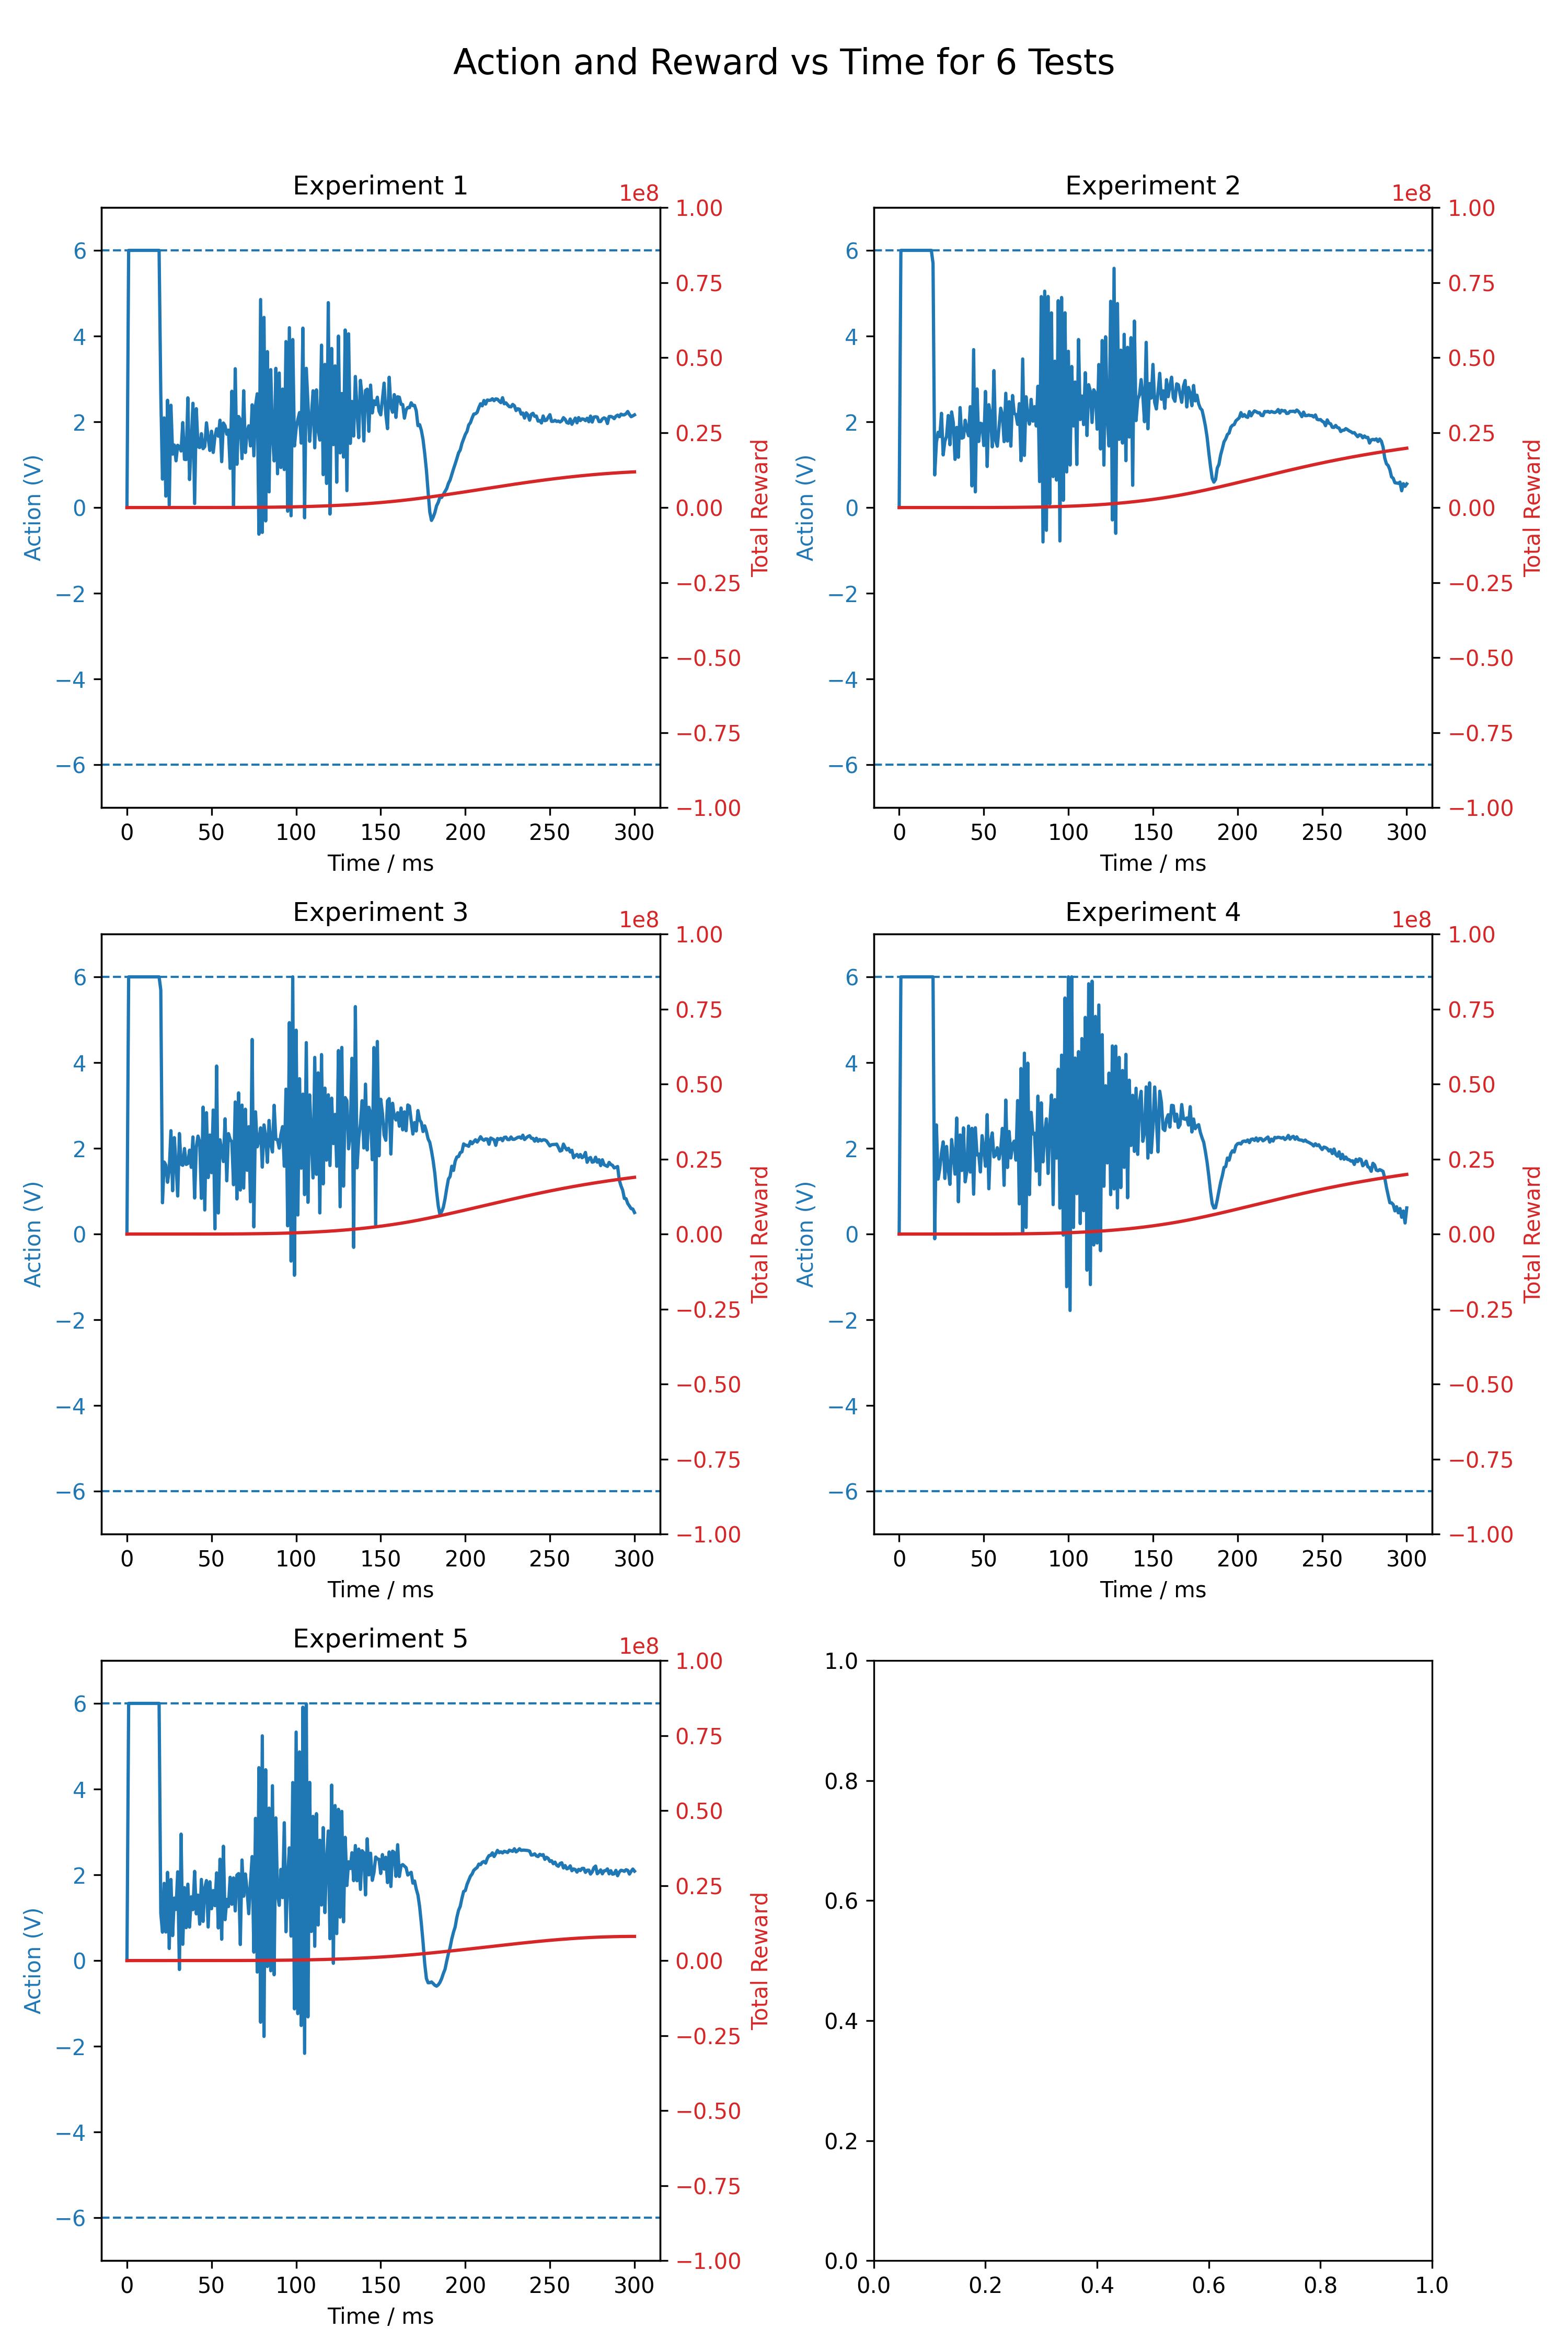 Action and Reward vs Time for 6 Tests
Experiment 1
1e8
6
4
2
0
−2
−4
−6
Action (V)
1.00
0.75
0.50
0.25
0.00
−0.25
−0.50
−0.75
−1.00
Total Reward
0 50 100 150 200 250 300
Time / ms
Experiment 2
1e8
6
4
2
0
−2
−4
−6
Action (V)
1.00
0.75
0.50
0.25
0.00
−0.25
−0.50
−0.75
−1.00
Total Reward
0 50 100 150 200 250 300
Time / ms
Experiment 3
1e8
6
4
2
0
−2
−4
−6
Action (V)
1.00
0.75
0.50
0.25
0.00
−0.25
−0.50
−0.75
−1.00
Total Reward
0 50 100 150 200 250 300
Time / ms
Experiment 4
1e8
6
4
2
0
−2
−4
−6
Action (V)
1.00
0.75
0.50
0.25
0.00
−0.25
−0.50
−0.75
−1.00
Total Reward
0 50 100 150 200 250 300
Time / ms
Experiment 5
1e8
6
4
2
0
−2
−4
−6
Action (V)
1.00
0.75
0.50
0.25
0.00
−0.25
−0.50
−0.75
−1.00
Total Reward
0 50 100 150 200 250 300
Time / ms
1.0
0.8
0.6
0.4
0.2
0.0
0.0 0.2 0.4 0.6 0.8 1.0